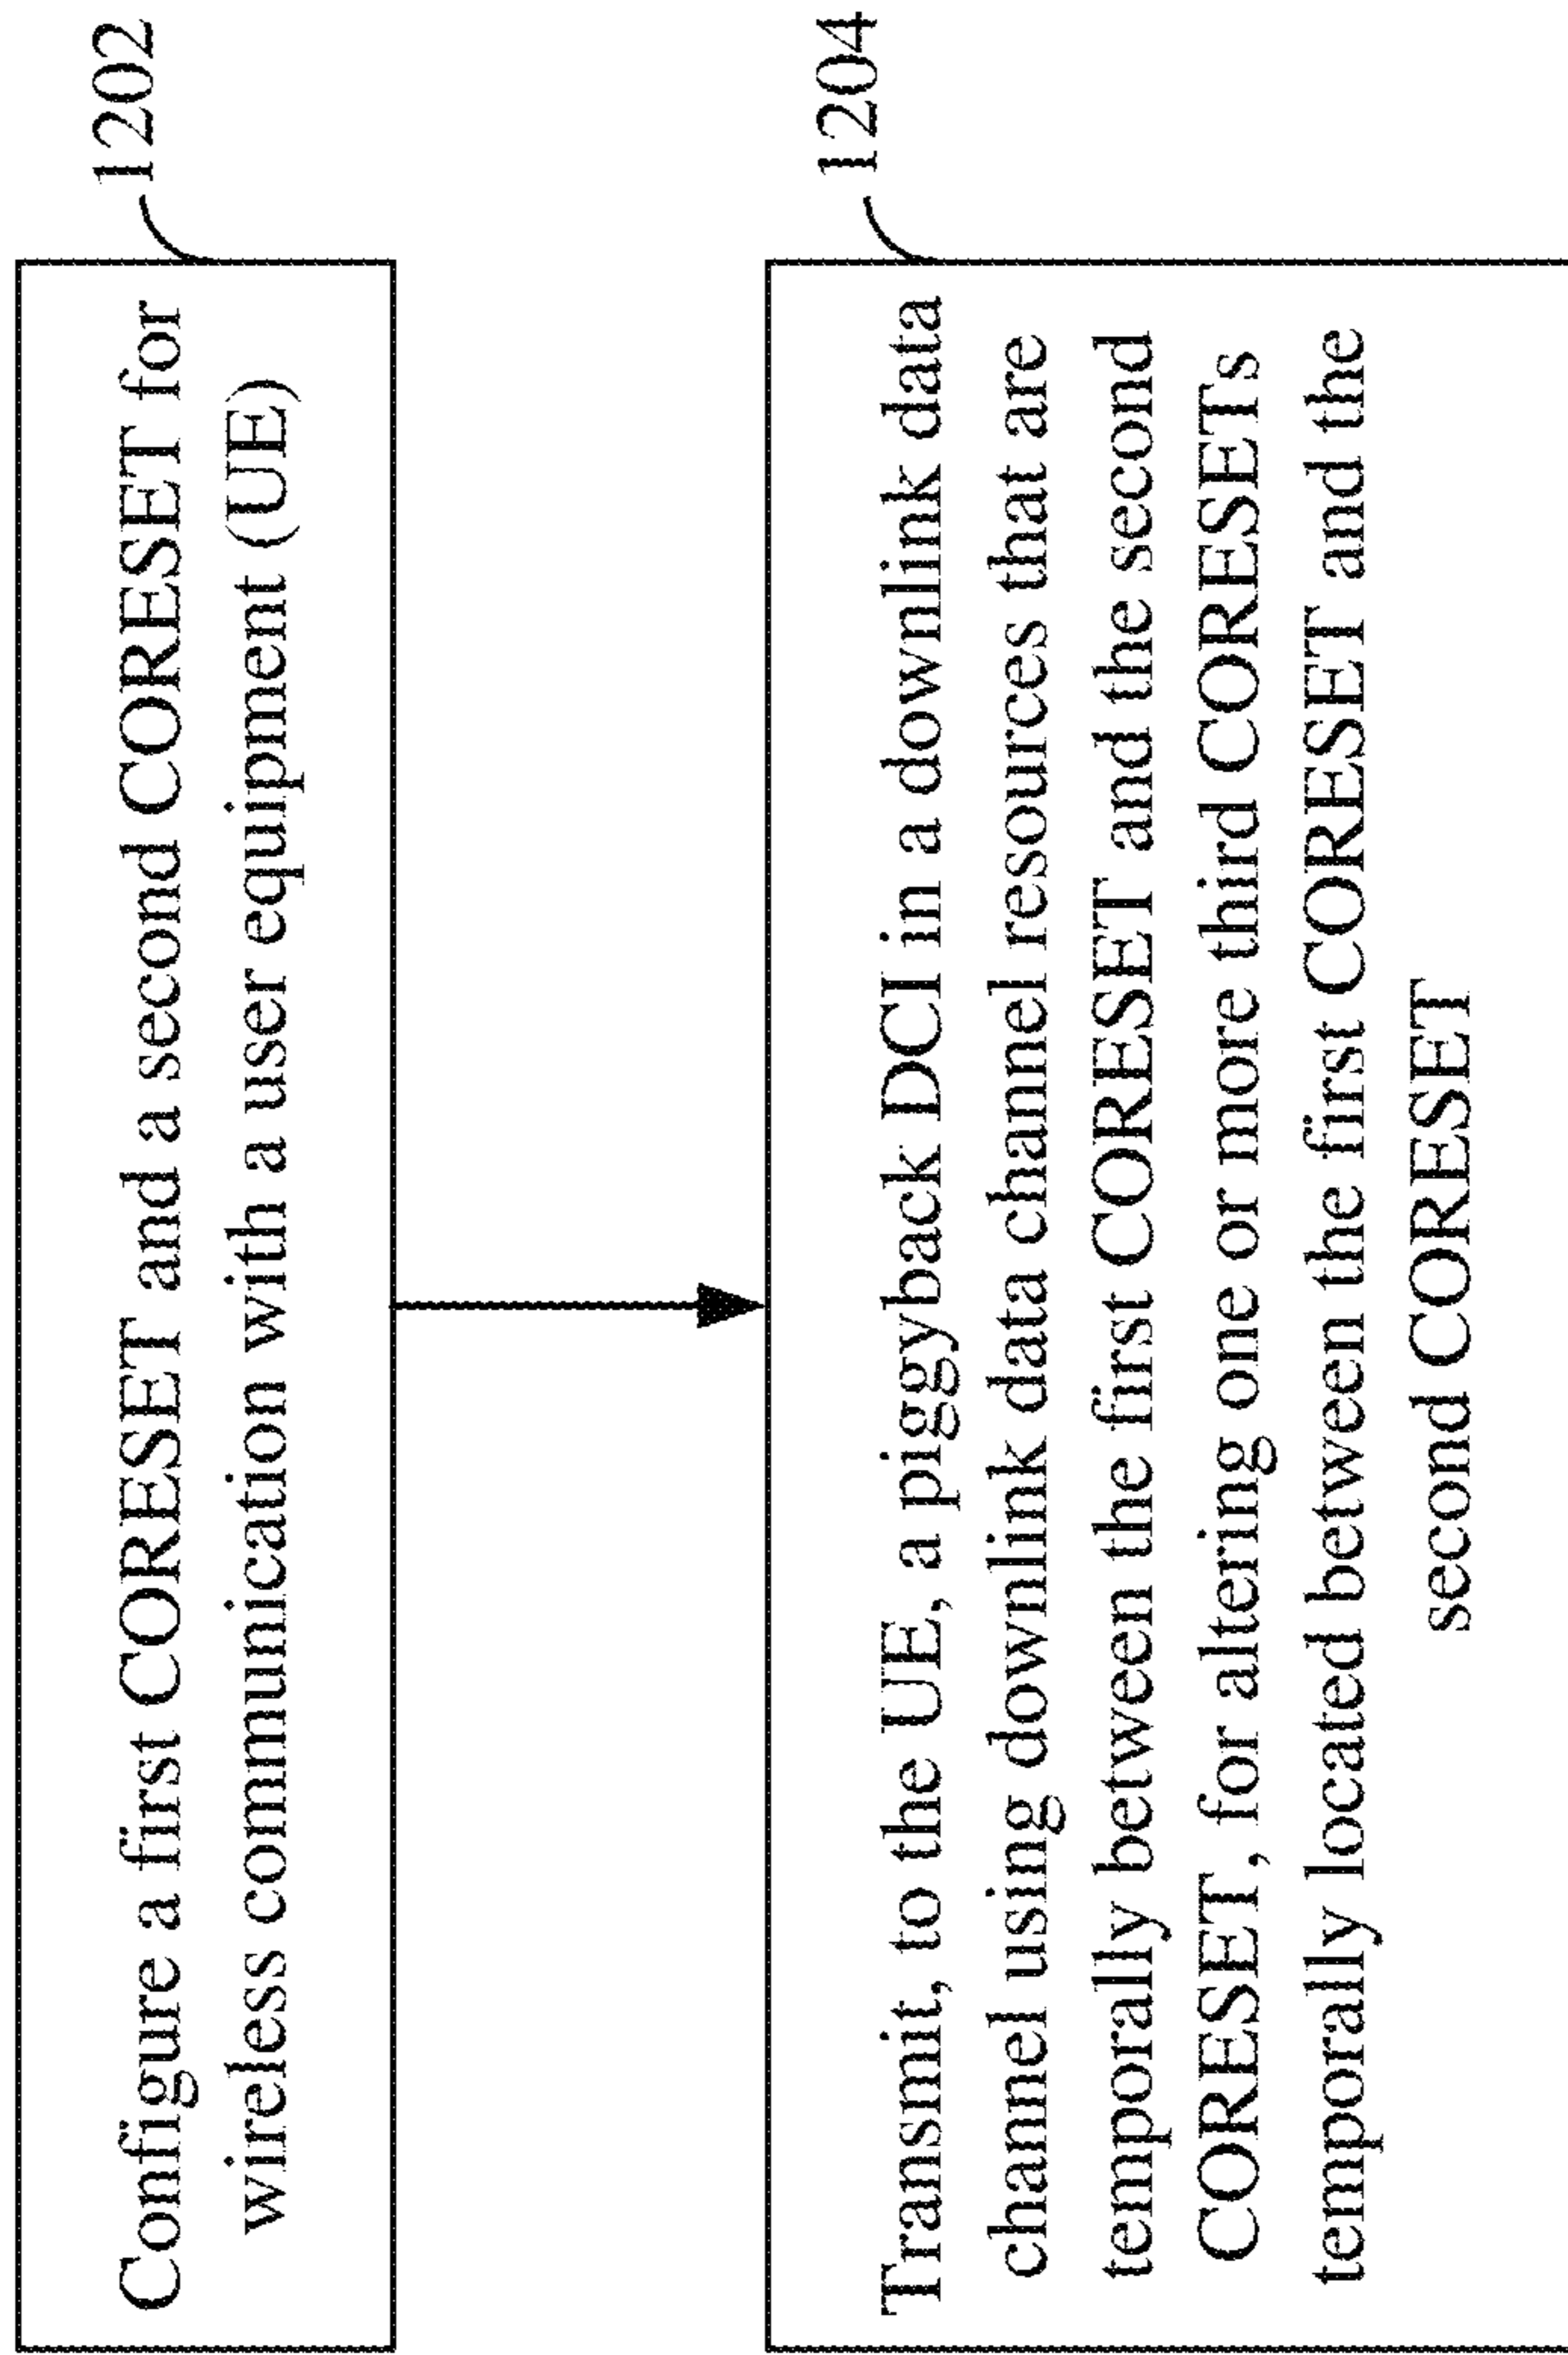 1202
Configure a first CORESET and a second CORESET for
wireless communication with a user equipment (UE)
1204
Transmit, to the UE, a piggyback DCI in a downlink data
channel using downlink data channel resources that are
temporally between the first CORESET and the second
CORESET, for altering one or more third CORESETs
temporally located between the first CORESET and the
second CORESET